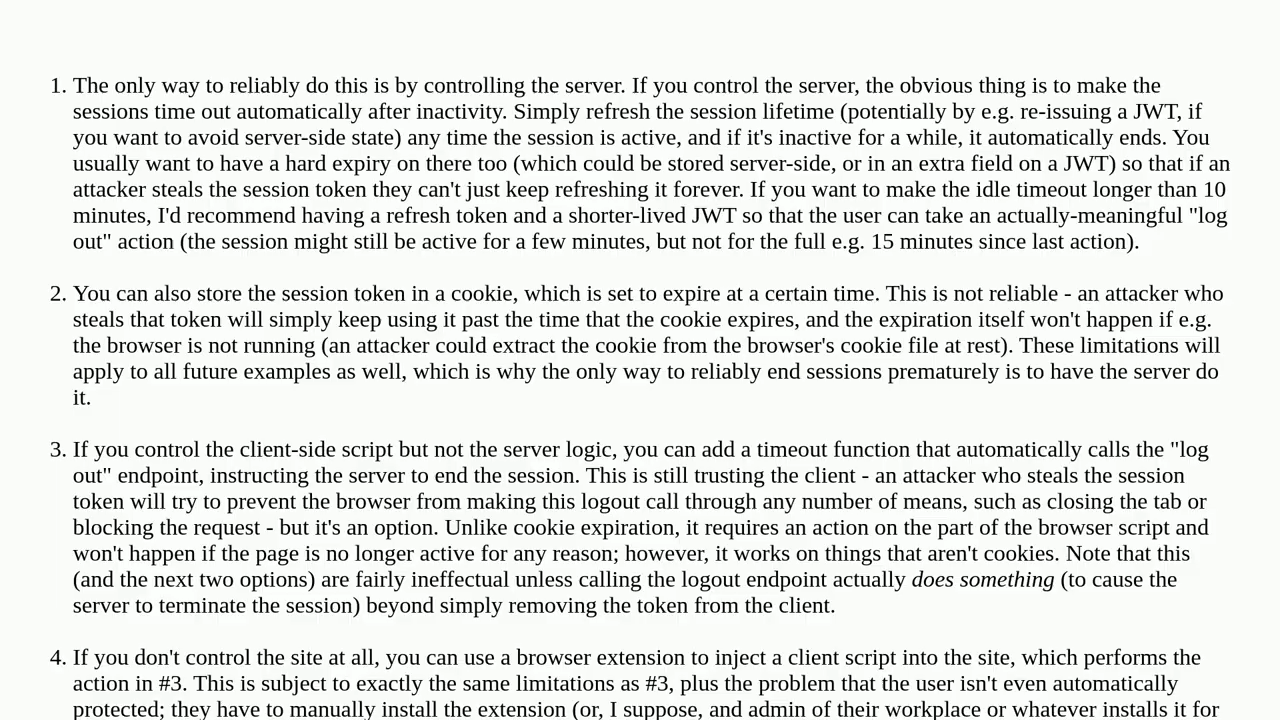 1. The only way to reliably do this is by controlling the server. If you control the server, the obvious thing is to make the
sessions time out automatically after inactivity. Simply refresh the session lifetime (potentially by e.g. re-issuing a JWT, if
you want to avoid server-side state) any time the session is active, and if it's inactive for a while, it automatically ends. You
usually want to have a hard expiry on there too (which could be stored server-side, or in an extra field on a JWT) so that if an
attacker steals the session token they can't just keep refreshing it forever. If you want to make the idle timeout longer than 10
minutes, I'd recommend having a refresh token and a shorter-lived JWT so that the user can take an actually-meaningful "log
out" action (the session might still be active for a few minutes, but not for the full e.g. 15 minutes since last action).
2. You can also store the session token in a cookie, which is set to expire at a certain time. This is not reliable - an attacker who
steals that token will simply keep using it past the time that the cookie expires, and the expiration itself won't happen if e.g.
the browser is not running (an attacker could extract the cookie from the browser's cookie file at rest). These limitations will
apply to all future examples as well, which is why the only way to reliably end sessions prematurely is to have the server do
it.
3. If you control the client-side script but not the server logic, you can add a timeout function that automatically calls the "log
out" endpoint, instructing the server to end the session. This is still trusting the client - an attacker who steals the session
token will try to prevent the browser from making this logout call through any number of means, such as closing the tab or
blocking the request - but it's an option. Unlike cookie expiration, it requires an action on the part of the browser script and
won't happen if the page is no longer active for any reason; however, it works on things that aren't cookies. Note that this
(and the next two options) are fairly ineffectual unless calling the logout endpoint actually does something (to cause the
server to terminate the session) beyond simply removing the token from the client.
4. If you don't control the site at all, you can use a browser extension to inject a client script into the site, which performs the
action in #3. This is subject to exactly the same limitations as #3, plus the problem that the user isn't even automatically
protected; they have to manually install the extension (or, I suppose, and admin of their workplace or whatever installs it for